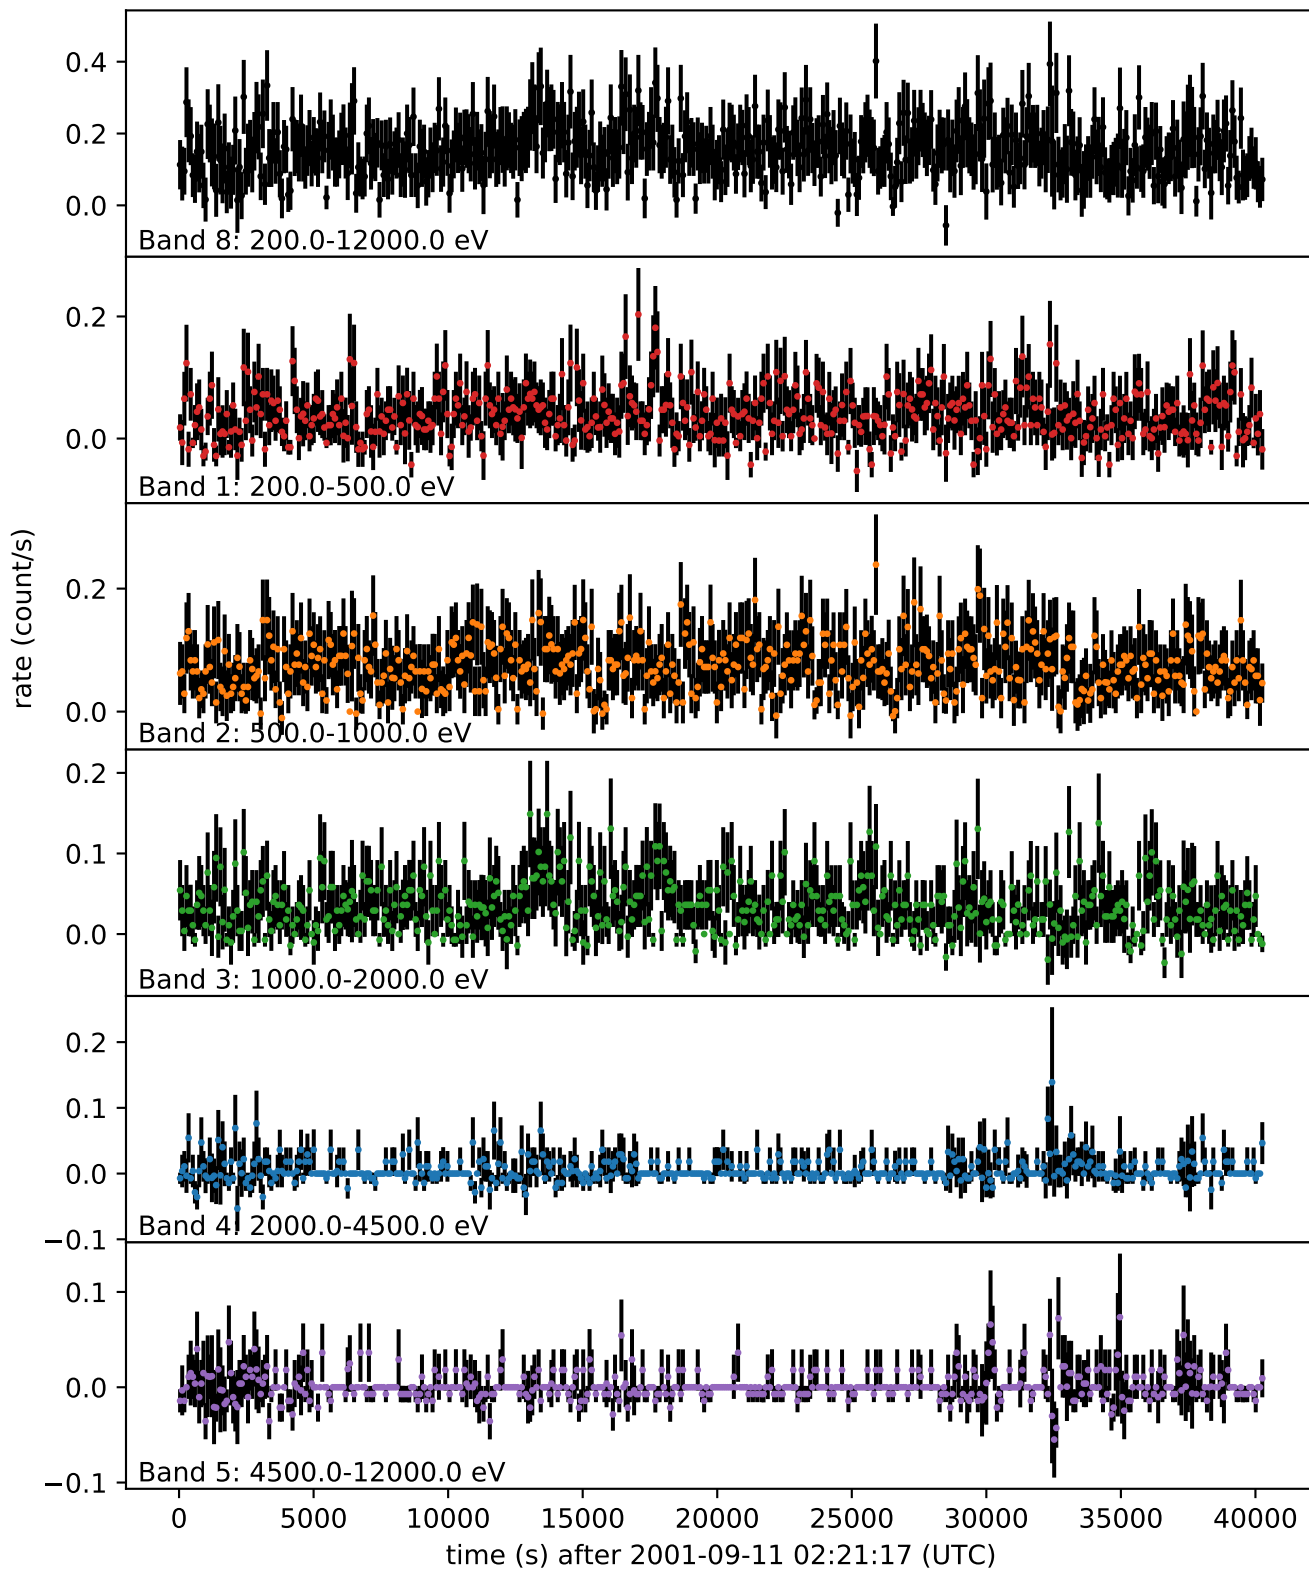 0.4
0.2
0.0
Band 8: 200.0-12000.0 eV
0.2
0.0
Band 1: 200.0-500.0 eV
rate (count/s)
0.2
0.0
Band 2: 500.0-1000.0 eV
0.2
0.1
0.0
Band 3: 1000.0-2000.0 eV
0.2
0.1
0.0
−0.1
Band 4: 2000.0-4500.0 eV
0.1
0.0
−0.1
Band 5: 4500.0-12000.0 eV
0 5000 10000 15000 20000 25000 30000 35000 40000
time (s) after 2001-09-11 02:21:17 (UTC)